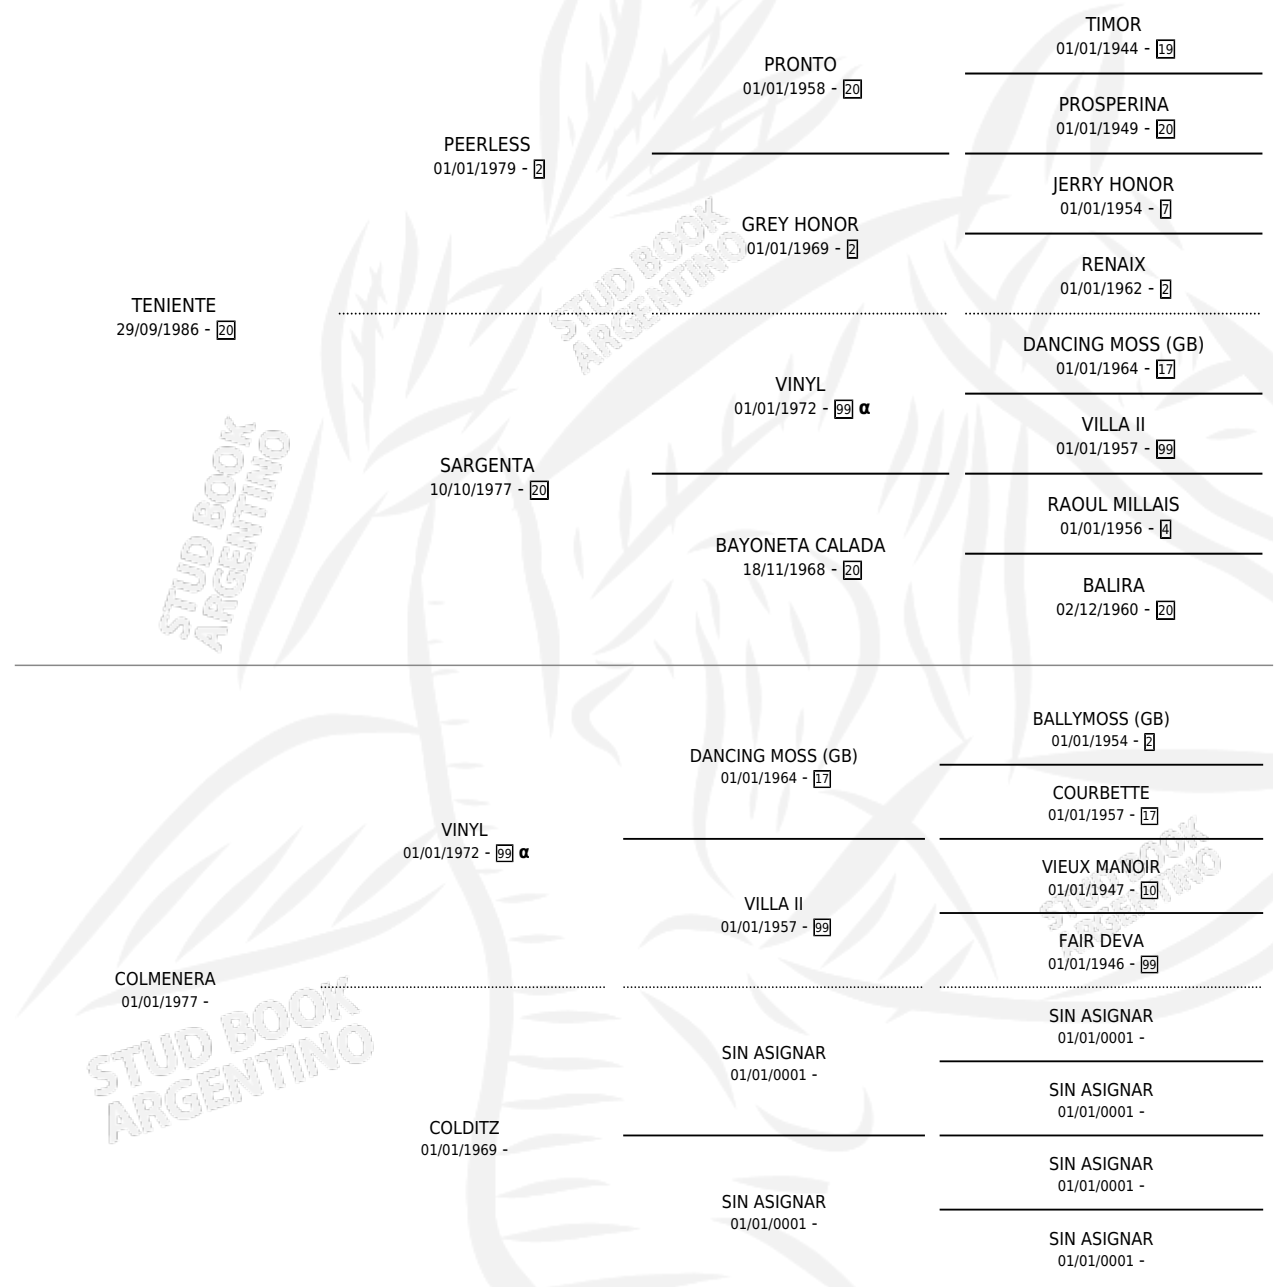 TIMOR
01/01/1944 - 19
PRONTO
01/01/1958 - 20
PROSPERINA
01/01/1949 - 20
PEERLESS
01/01/1979 - 2
JERRY HONOR
01/01/1954 - 7
GREY HONOR
01/01/1969 - 2
RENAIX
01/01/1962 - 2
TENIENTE
29/09/1986 - 20
DANCING MOSS (GB)
01/01/1964 - 17
VINYL
01/01/1972 - 99 α
VILLA II
01/01/1957 - 99
SARGENTA
10/10/1977 - 20
RAOUL MILLAIS
01/01/1956 - 4
BAYONETA CALADA
18/11/1968 - 20
BALIRA
02/12/1960 - 20
BALLYMOSS (GB)
01/01/1954 - 2
DANCING MOSS (GB)
01/01/1964 - 17
COURBETTE
01/01/1957 - 17
VINYL
01/01/1972 - 99 α
VIEUX MANOIR
01/01/1947 - 10
VILLA II
01/01/1957 - 99
FAIR DEVA
01/01/1946 - 99
COLMENERA
01/01/1977 -
SIN ASIGNAR
01/01/0001 -
SIN ASIGNAR
01/01/0001 -
SIN ASIGNAR
01/01/0001 -
COLDITZ
01/01/1969 -
SIN ASIGNAR
01/01/0001 -
SIN ASIGNAR
01/01/0001 -
SIN ASIGNAR
01/01/0001 -
STUD BOOK
ARGENTINO
STUD BOOK
ARGENTINO
STUD BOOK
ARGENTINO
STUD BOOK
ARGENTINO